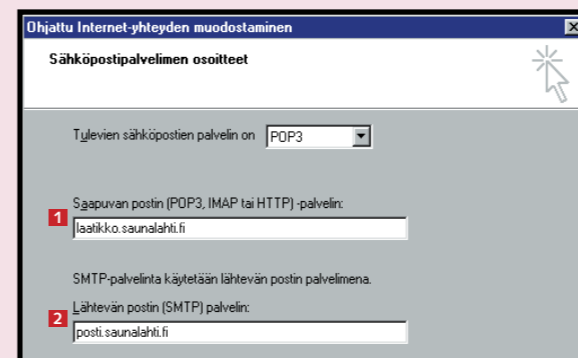 Ohjattu Internet-yhteyden muodostaminen
Sähköpostipalvelimen osoitteet
Tulevien sähköpostien palvelin on POP3
Saapuvan postin (POP3, IMAP tai HTTP) -palvelin:
1 laatikko.saunalahti.fi
SMTP-palvelinta käytetään lähtevän postin palvelimena.
Lähtevän postin (SMTP) palvelin:
2 posti.saunalahti.fi